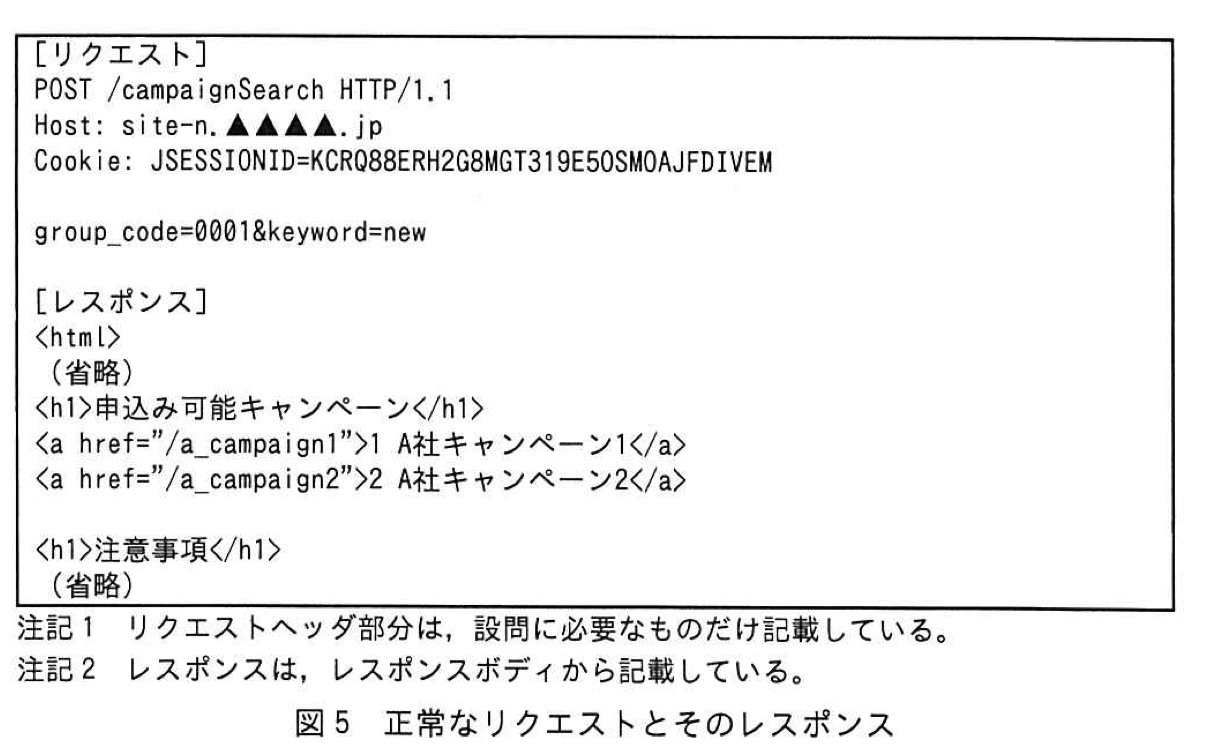 [リクエスト]
POST /campaignSearch HTTP/1.1
Host: site-n.▲▲▲▲.jp
Cookie: JSESSIONID=KCRQ88ERH2G8MGT319E5OSMOAJFDIVEM
group_code=0001&keyword=new
[レスポンス]
<html>
（省略）
<h1>申込み可能キャンペーン</h1>
<a href="/a_campaign1">1 A社キャンペーン1</a>
<a href="/a_campaign2">2 A社キャンペーン2</a>
<h1>注意事項</h1>
（省略）
注記1　リクエストヘッダ部分は，設問に必要なものだけ記載している。
注記2　レスポンスは，レスポンスボディから記載している。
図5　正常なリクエストとそのレスポンス